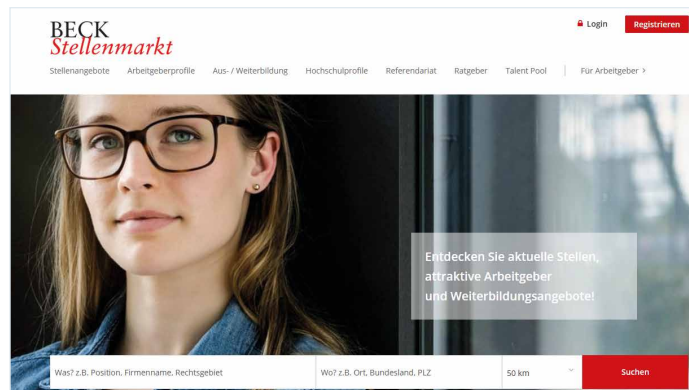 BECK
Stellenmarkt
Login
Registrieren
Stellenangebote Arbeitgeberprofile Aus- / Weiterbildung Hochschulprofile Referendariat Ratgeber Talent Pool Für Arbeitgeber >
Entdecken Sie aktuelle Stellen,
attraktive Arbeitgeber
und Weiterbildungsangebote!
Was? z.B. Position, Firmenname, Rechtsgebiet Wo? z.B. Ort, Bundesland, PLZ 50 km Suchen